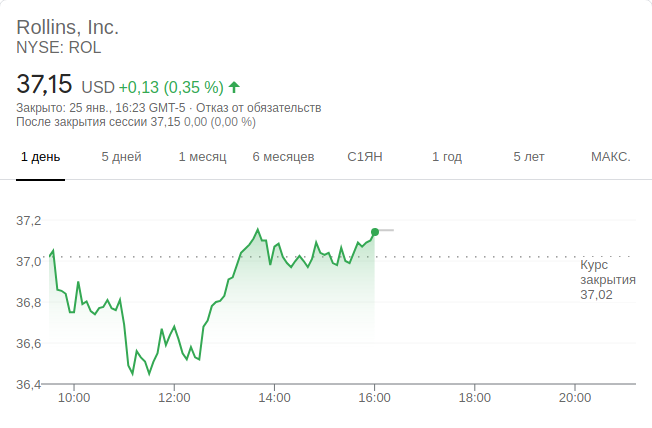 Rollins, Inc.
NYSE: ROL
37,15 USD +0,13 (0,35 %)
Закрыто: 25 янв., 16:23 GMT-5 · Отказ от обязательств
После закрытия сессии 37,15 0,00 (0,00 %)
1 день 5 дней 1 месяц 6 месяцев С1ЯН 1 год 5 лет МАКС.
37,2
37,0
Курс
закрытия
37,02
36,8
36,6
36,4
10:00 12:00 14:00 16:00 18:00 20:00